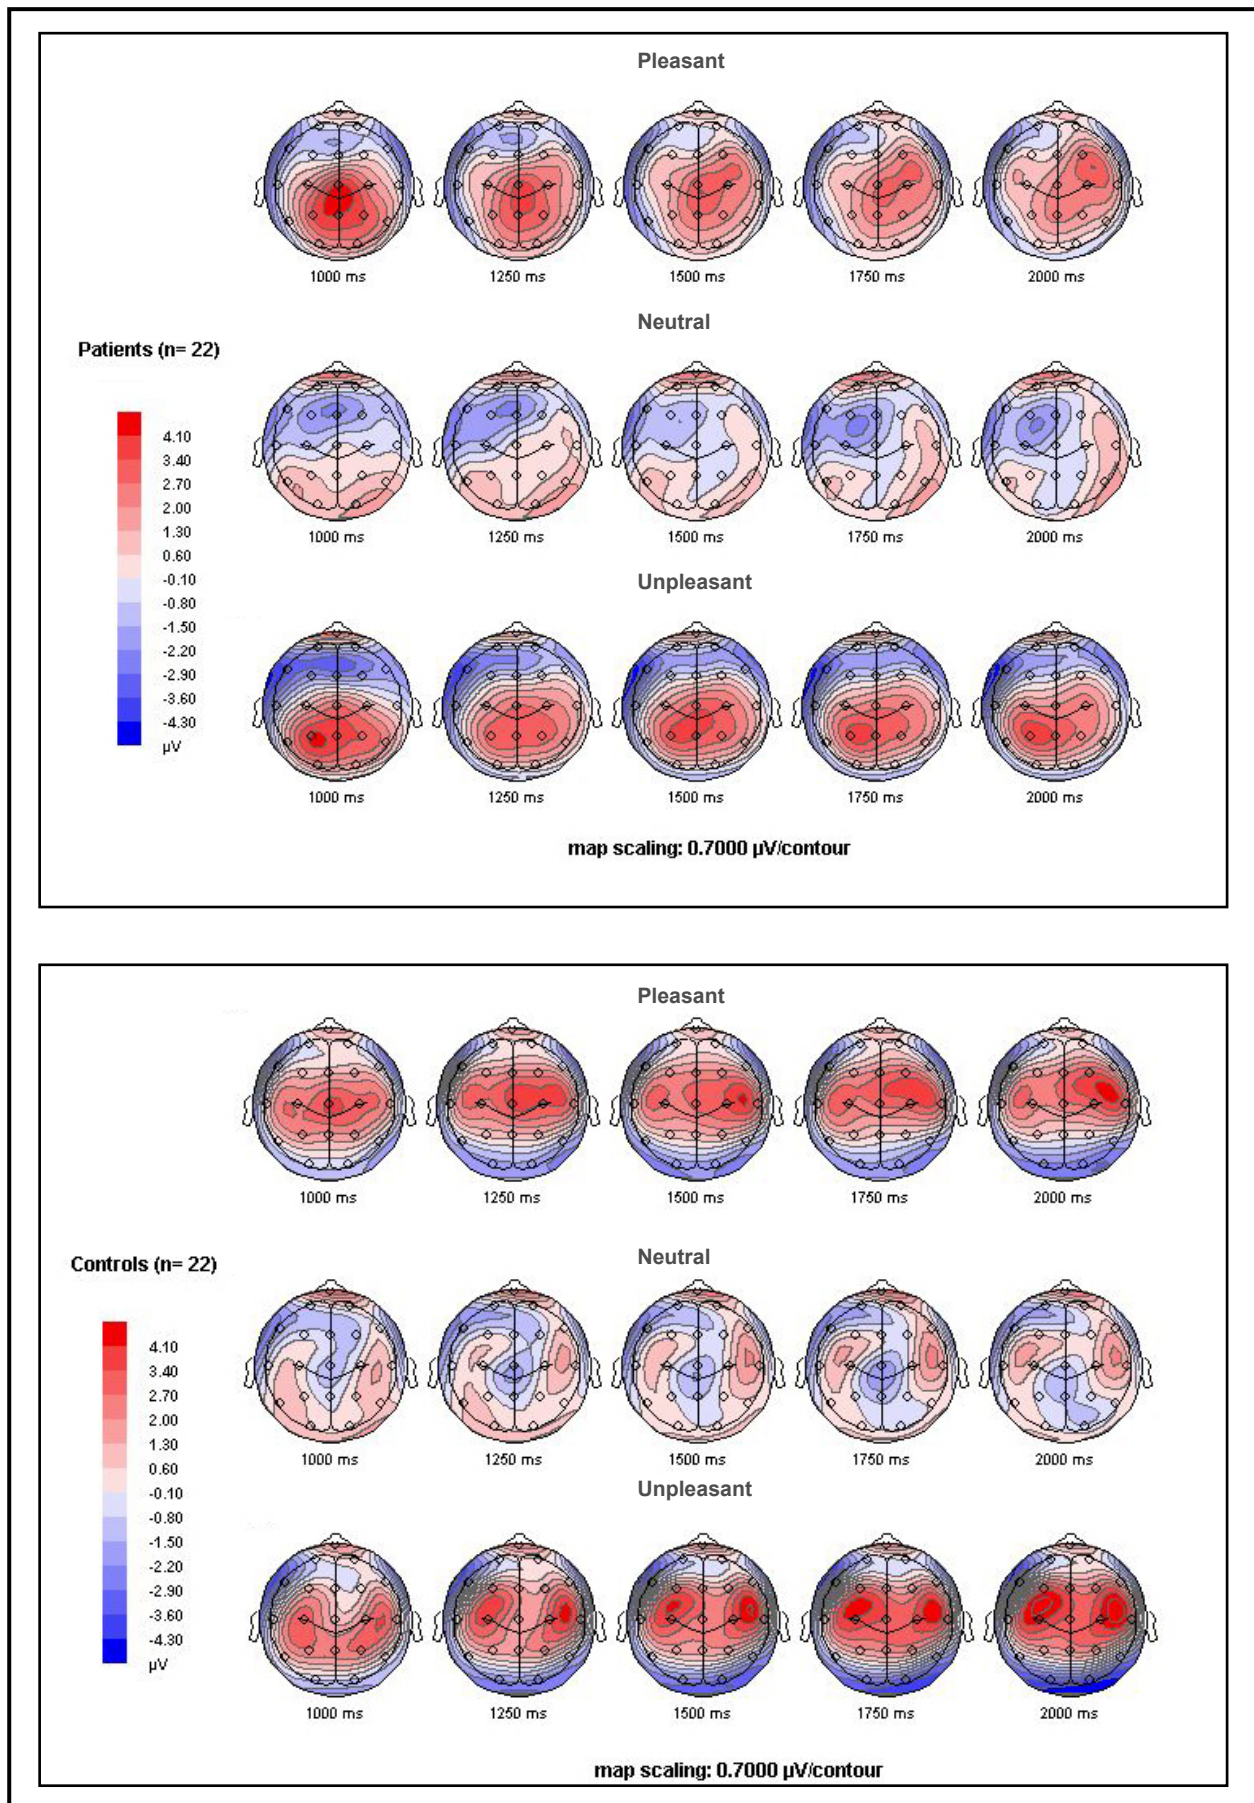 Pleasant
1000 ms
1250 ms
1500 ms
1750 ms
2000 ms
Neutral
Patients (n= 22)
4.10
3.40
2.70
2.00
1.30
0.60
-0.10
-0.80
-1.50
-2.20
-2.90
-3.60
-4.30
µV
1000 ms
1250 ms
1500 ms
1750 ms
2000 ms
Unpleasant
1000 ms
1250 ms
1500 ms
1750 ms
2000 ms
map scaling: 0.7000 µV/contour
Pleasant
1000 ms
1250 ms
1500 ms
1750 ms
2000 ms
Neutral
Controls (n= 22)
4.10
3.40
2.70
2.00
1.30
0.60
-0.10
-0.80
-1.50
-2.20
-2.90
-3.60
-4.30
µV
1000 ms
1250 ms
1500 ms
1750 ms
2000 ms
Unpleasant
1000 ms
1250 ms
1500 ms
1750 ms
2000 ms
map scaling: 0.7000 µV/contour